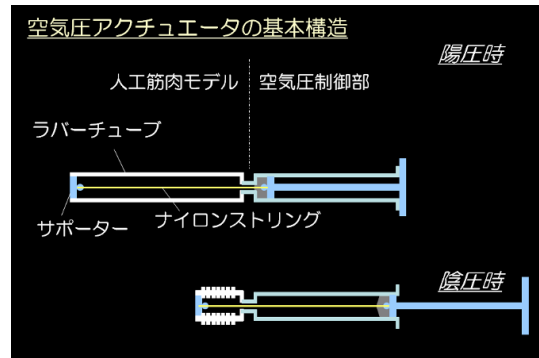 空気圧アクチュエータの基本構造
陽圧時
人工筋肉モデル
空気圧制御部
ラバーチューブ
サポーター
ナイロンストリング
陰圧時